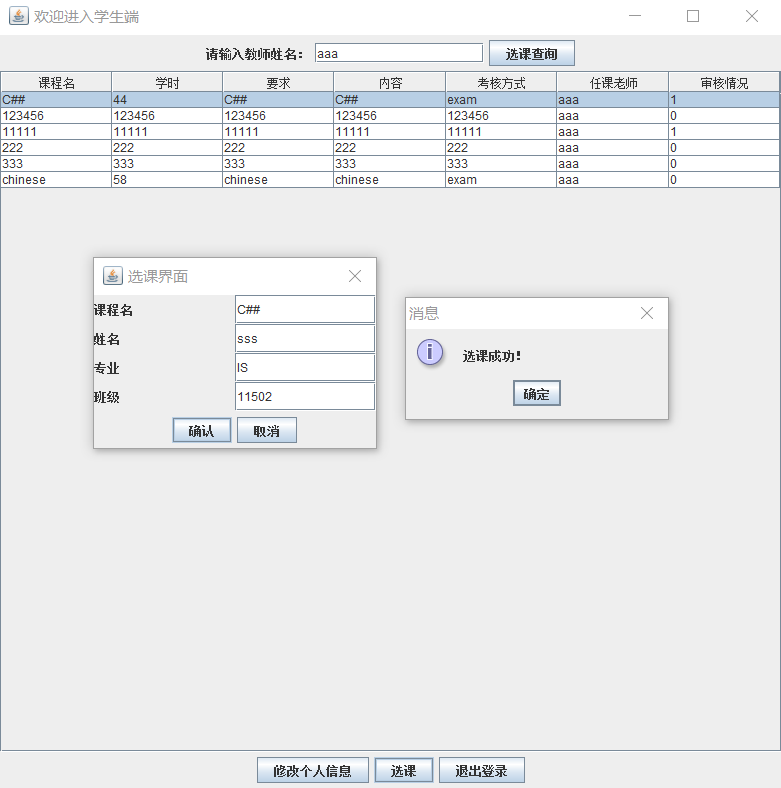 欢迎进入学生端
请输入教师姓名： aaa 选课查询
课程名 学时 要求 内容 考核方式 任课老师 审核情况
C## 44 C## C## exam aaa 1
123456 123456 123456 123456 123456 aaa 0
11111 11111 11111 11111 11111 aaa 1
222 222 222 222 222 aaa 0
333 333 333 333 333 aaa 0
chinese 58 chinese chinese exam aaa 0
选课界面
课程名 C##
姓名 sss
专业 IS
班级 11502
确认 取消
消息
选课成功！
确定
修改个人信息 选课 退出登录